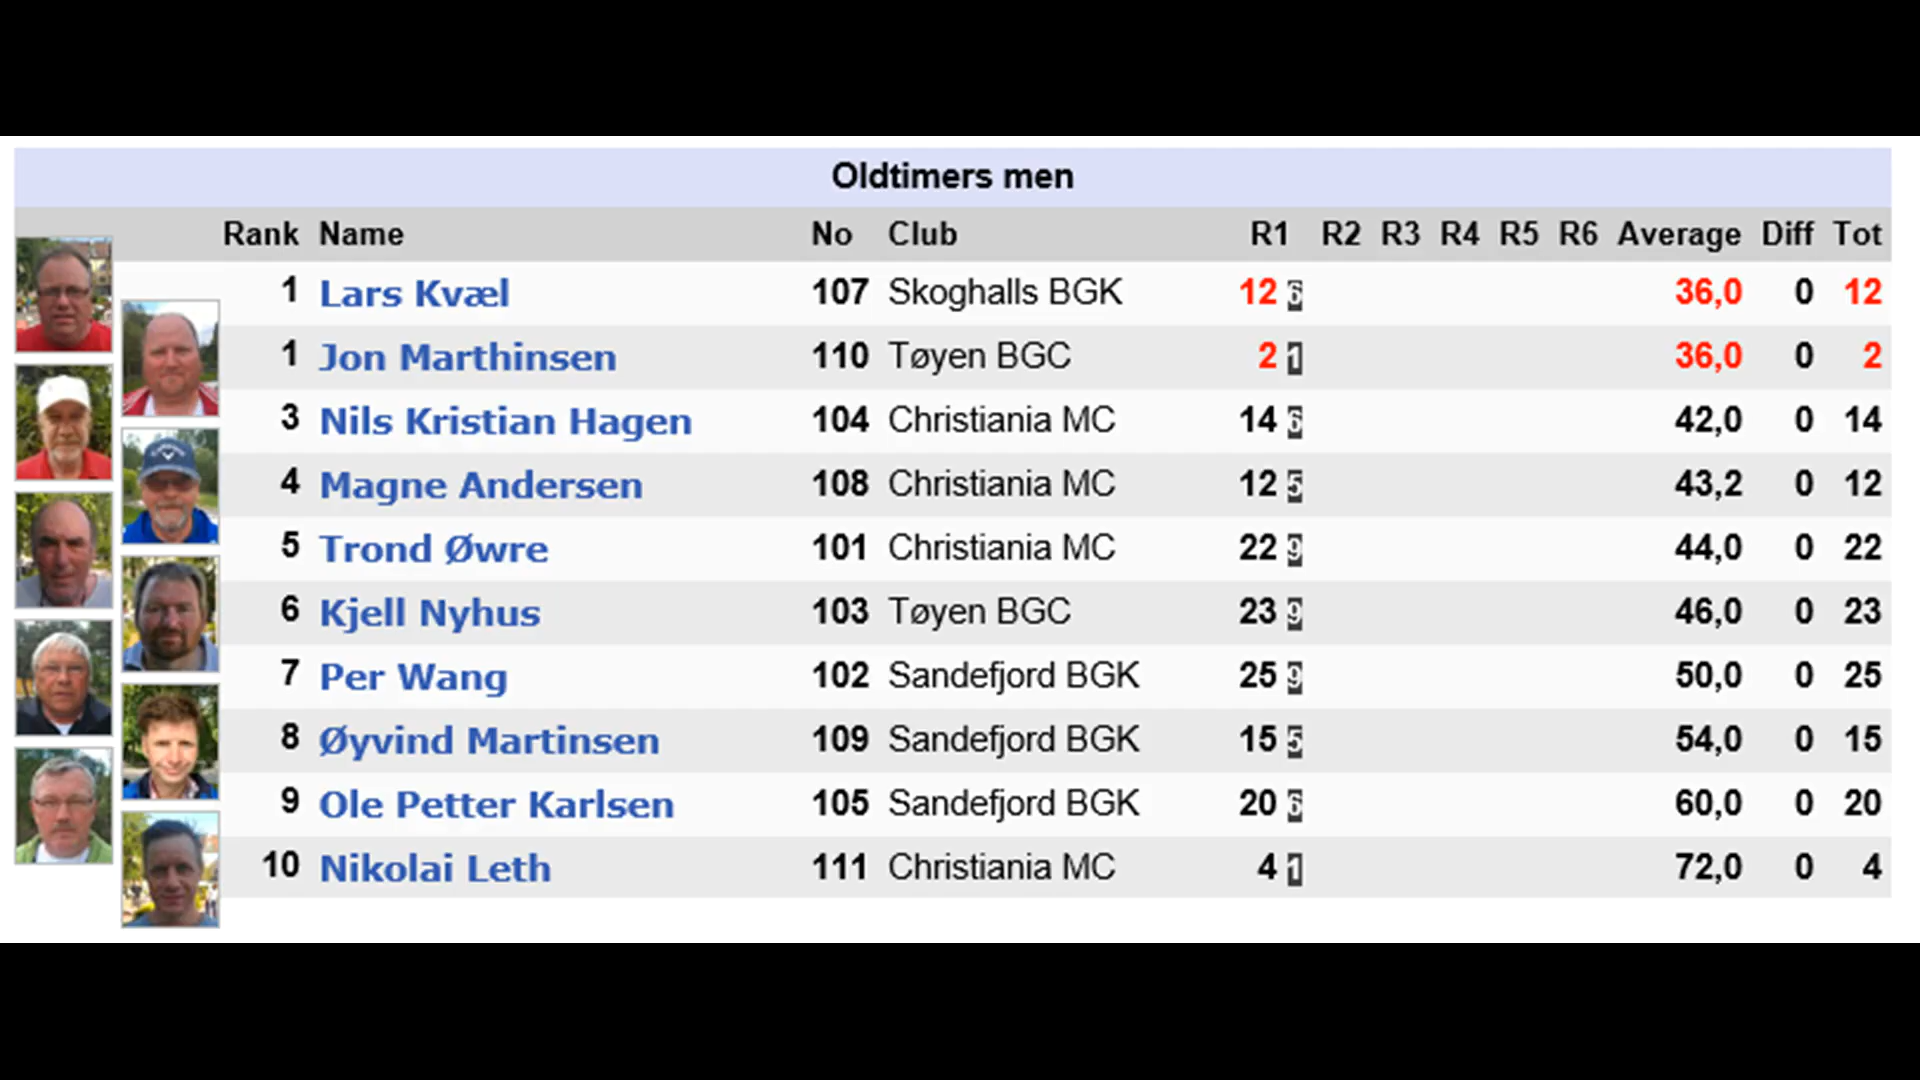 Oldtimers men
Rank Name No Club R1 R2 R3 R4 R5 R6 Average Diff Tot
1 Lars Kvæl 107 Skoghalls BGK 12 6 36,0 0 12
1 Jon Marthinsen 110 Tøyen BGC 2 1 36,0 0 2
3 Nils Kristian Hagen 104 Christiania MC 14 6 42,0 0 14
4 Magne Andersen 108 Christiania MC 12 5 43,2 0 12
5 Trond Øwre 101 Christiania MC 22 9 44,0 0 22
6 Kjell Nyhus 103 Tøyen BGC 23 9 46,0 0 23
7 Per Wang 102 Sandefjord BGK 25 9 50,0 0 25
8 Øyvind Martinsen 109 Sandefjord BGK 15 5 54,0 0 15
9 Ole Petter Karlsen 105 Sandefjord BGK 20 6 60,0 0 20
10 Nikolai Leth 111 Christiania MC 4 1 72,0 0 4